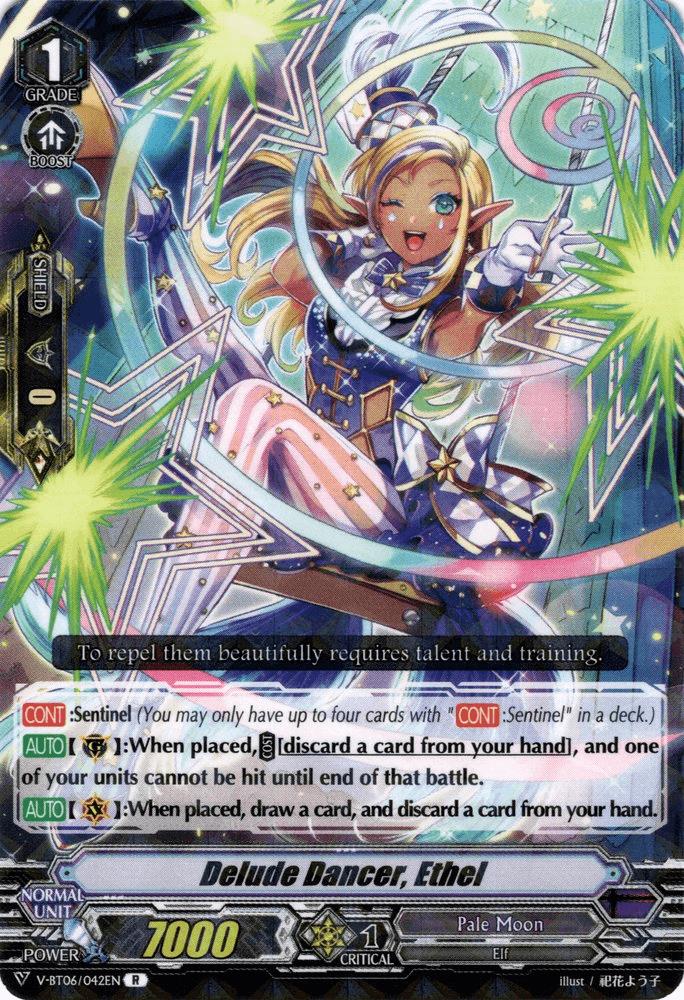 1
GRADE
BOOST
SHIELD
0
To repel them beautifully requires talent and training.
CONT:Sentinel (You may only have up to four cards with "CONT:Sentinel" in a deck.)
AUTO【 G 】:When placed, COST[discard a card from your hand], and one
of your units cannot be hit until end of that battle.
AUTO【 V 】:When placed, draw a card, and discard a card from your hand.
Delude Dancer, Ethel
NORMAL
UNIT
POWER 7000
1
CRITICAL
Pale Moon
Elf
V-BT06/042EN R
illust / 祀花よう子